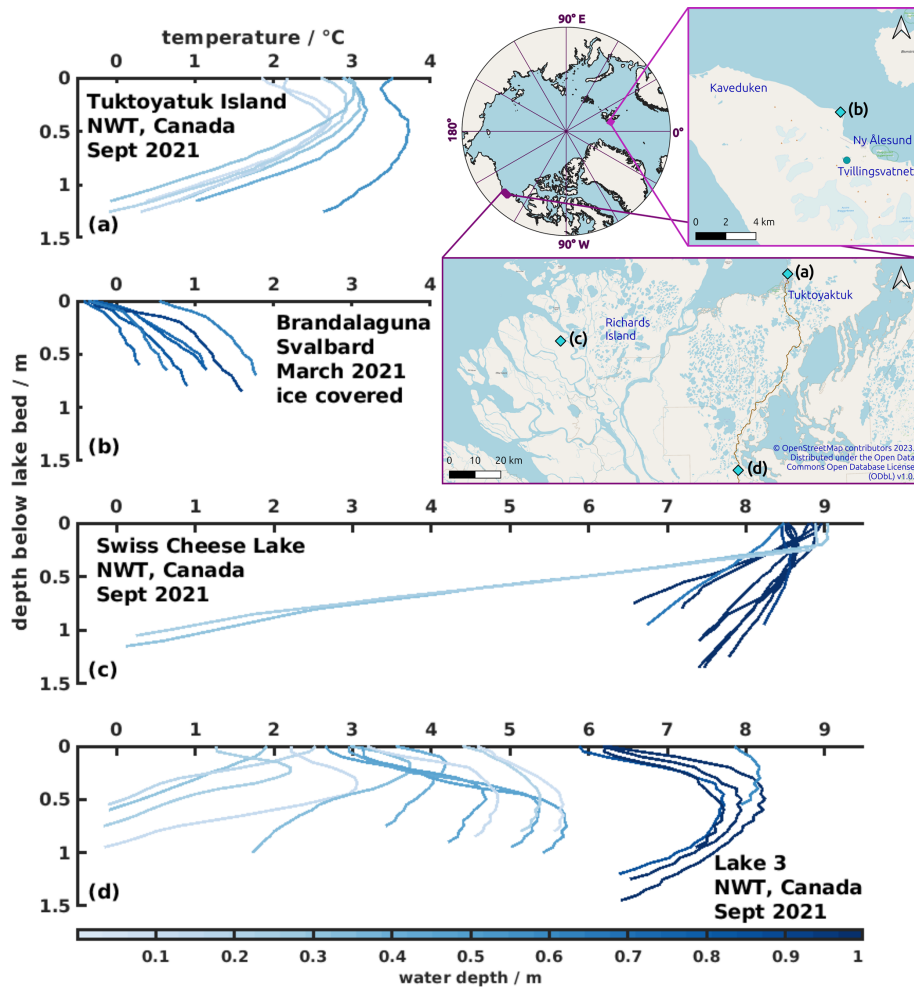 temperature / °C
0 1 2 3 4
0
0.5
1
1.5
Tuktoyatuk Island
NWT, Canada
Sept 2021
(a)
90° E
180°
0°
90° W
Kaveduken
(b)
Ny Ålesund
Tvillingsvatnet
0 2 4 km
0 1 2 3 4
0
0.5
1
1.5
Brandalaguna
Svalbard
March 2021
ice covered
(b)
(a)
Tuktoyaktuk
Richards
Island
(c)
(d)
0 10 20 km
© OpenStreetMap contributors 2023.
Distributed under the Open Data
Commons Open Database License
(ODbL) v1.0.
depth below lake bed / m
0 1 2 3 4 5 6 7 8 9
0
0.5
1
1.5
Swiss Cheese Lake
NWT, Canada
Sept 2021
(c)
0 1 2 3 4 5 6 7 8 9
0
0.5
1
1.5
(d)
Lake 3
NWT, Canada
Sept 2021
0.1 0.2 0.3 0.4 0.5 0.6 0.7 0.8 0.9 1
water depth / m